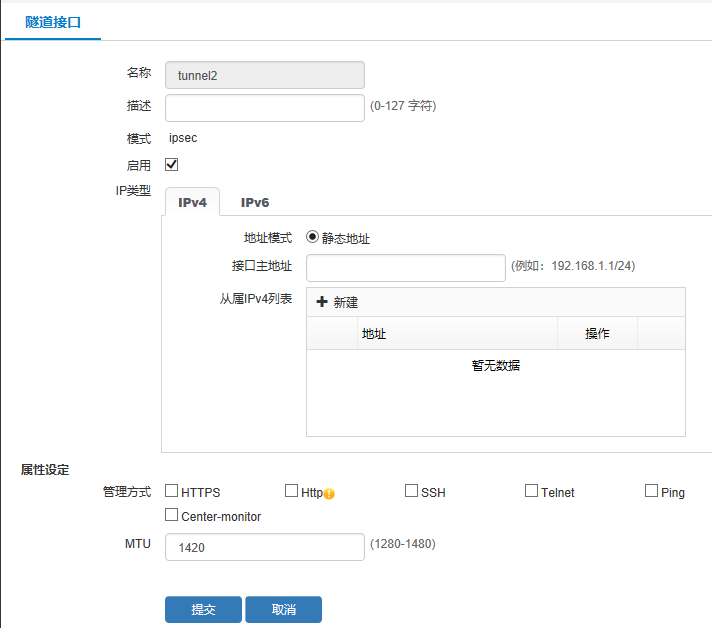 隧道接口
名称 tunnel2
描述 (0-127 字符)
模式 ipsec
启用
IP类型
IPv4 IPv6
地址模式 静态地址
接口主地址 (例如：192.168.1.1/24)
从属IPv4列表 新建
地址 操作
暂无数据
属性设定
管理方式 HTTPS Http SSH Telnet Ping
Center-monitor
MTU 1420 (1280-1480)
提交 取消